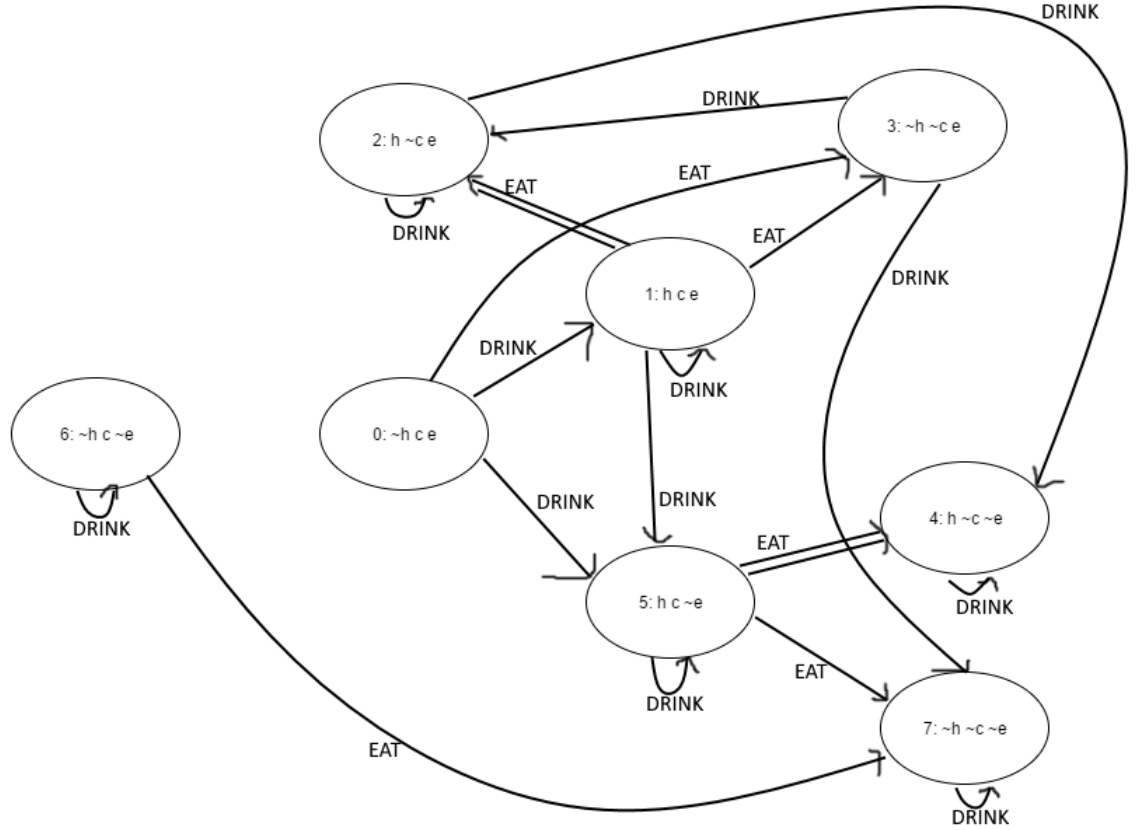 DRINK
DRINK
3: ~h ~c e
2: h ~c e
EAT
EAT
DRINK
EAT
DRINK
1: h c e
DRINK
DRINK
6: ~h c ~e
0: ~h c e
DRINK
DRINK
DRINK
4: h ~c ~e
DRINK
EAT
5: h c ~e
DRINK
EAT
DRINK
7: ~h ~c ~e
EAT
DRINK